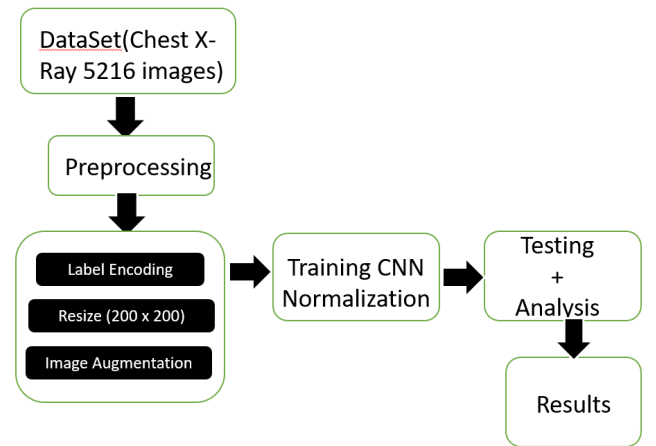 DataSet(Chest X-
Ray 5216 images)
Preprocessing
Label Encoding
Resize (200 x 200)
Image Augmentation
Training CNN
Normalization
Testing
+
Analysis
Results